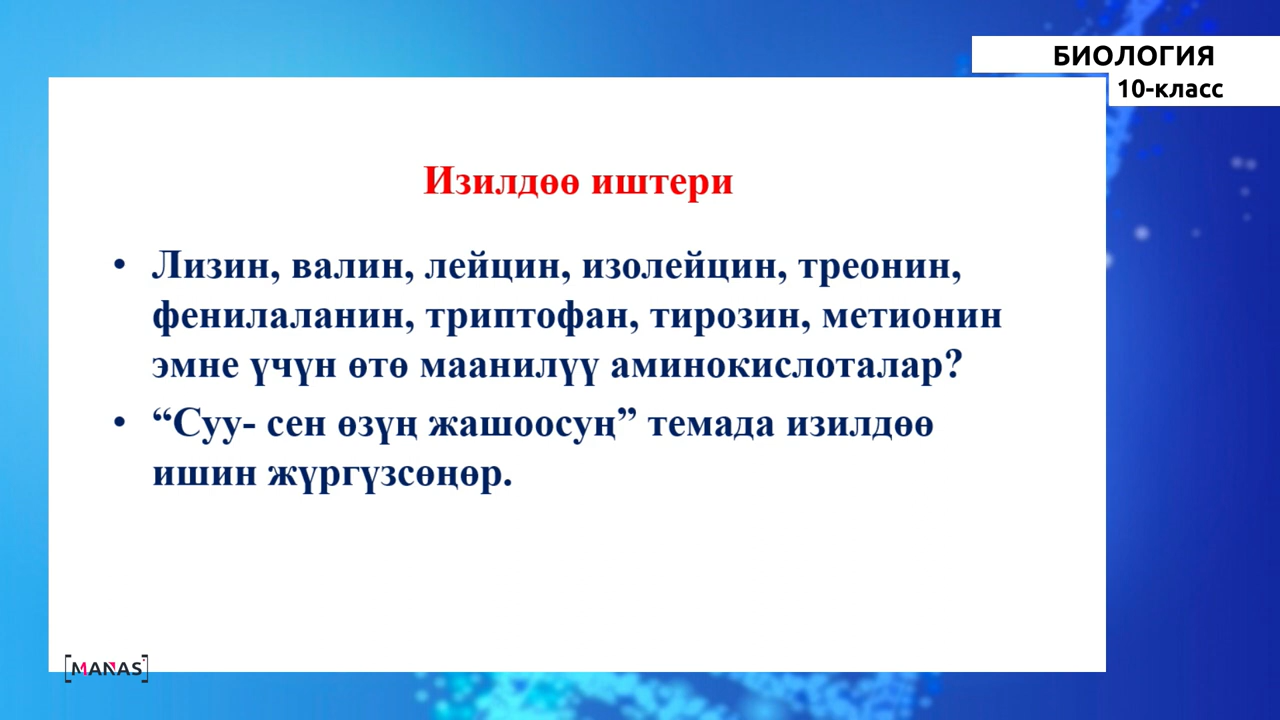 БИОЛОГИЯ
10-класс
Изилдөө иштери
• Лизин, валин, лейцин, изолейцин, треонин,
фенилаланин, триптофан, тирозин, метионин
эмне үчүн өтө маанилүү аминокислоталар?
• “Суу- сен өзүң жашоосуң” темада изилдөө
ишин жүргүзсөңөр.
[MANAS]